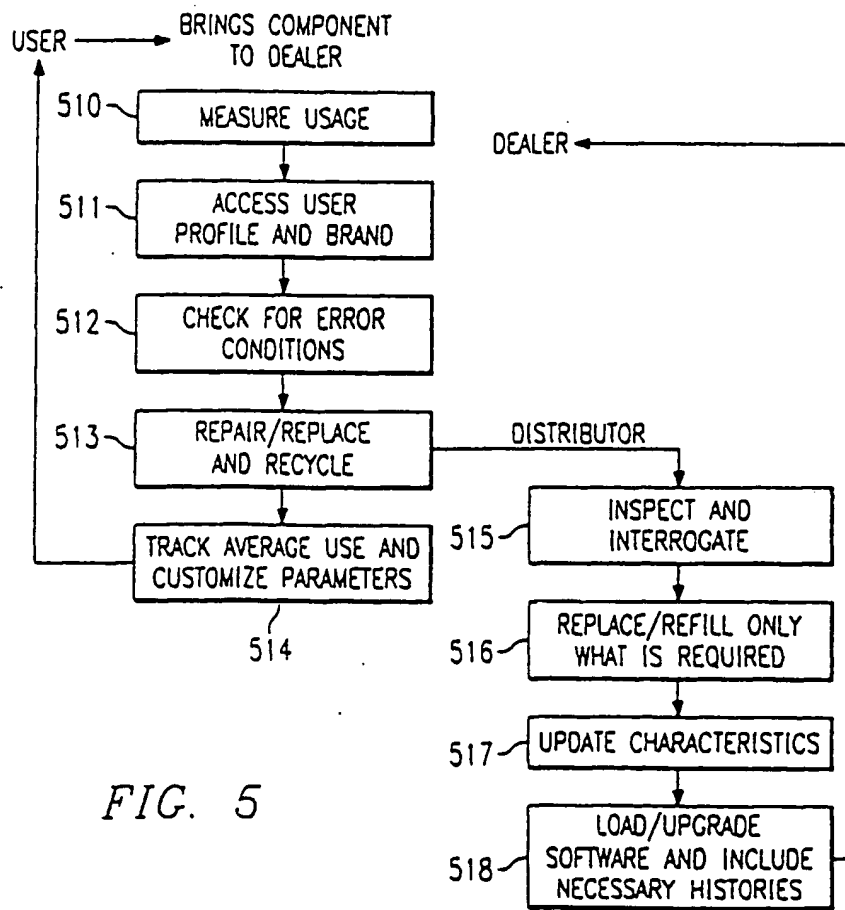 USER
BRINGS COMPONENT
TO DEALER
510
MEASURE USAGE
DEALER
511
ACCESS USER
PROFILE AND BRAND
512
CHECK FOR ERROR
CONDITIONS
513
REPAIR/REPLACE
AND RECYCLE
DISTRIBUTOR
TRACK AVERAGE USE AND
CUSTOMIZE PARAMETERS
514
515
INSPECT AND
INTERROGATE
516
REPLACE/REFILL ONLY
WHAT IS REQUIRED
517
UPDATE CHARACTERISTICS
518
LOAD/UPGRADE
SOFTWARE AND INCLUDE
NECESSARY HISTORIES
FIG. 5